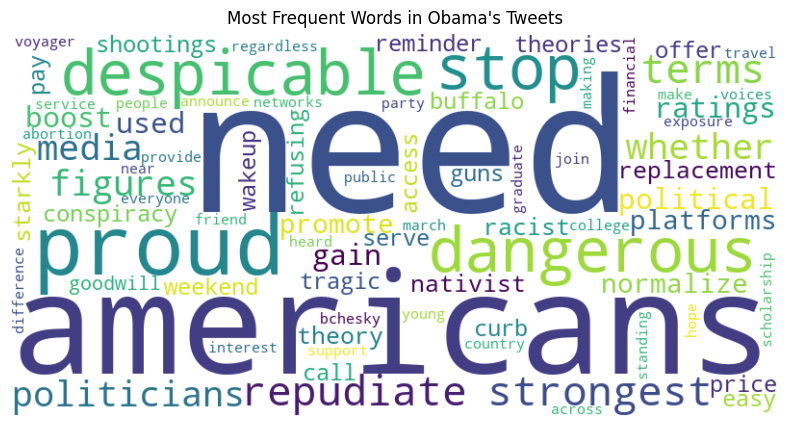 Most Frequent Words in Obama's Tweets
voyager
shootings
regardless
reminder
theories
offer
travel
pay
despicable
stop
making
financial
terms
service
people
announce
networks
party
buffalo
make
voices
boost
used
need
ratings
abortion
exposure
media
provide
wakeup
refusing
access
graduate
join
whether
near
public
guns
replacement
starkly
figures
everyone
political
conspiracy
friend
promote
march
racist
college
platforms
proud
heard
gain
serve
dangerous
difference
goodwill
weekend
tragic
nativist
normalize
scholarship
americans
bchesky
young
curb
standing
hope
theory
country
interest
support
call
politicians
repudiate
strongest
price
easy
across